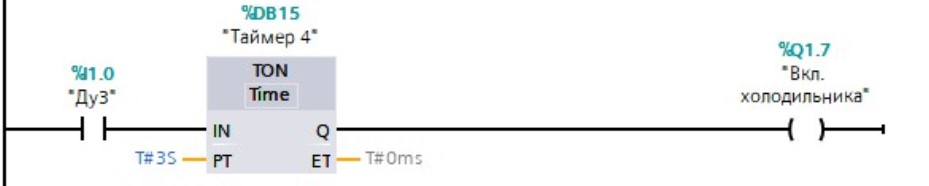 %DB15
"Таймер 4"
%I1.0
"Ду3"
TON
Time
IN
Q
T#3S
PT
ET
T#0ms
%Q1.7
"Вкл.
холодильника"